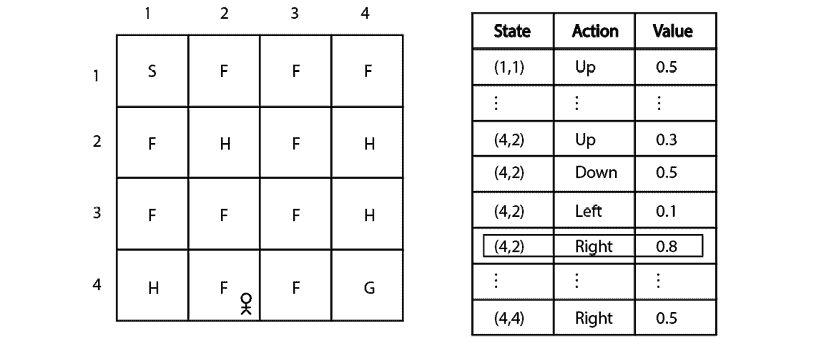 1 2 3 4
1 S F F F
2 F H F H
3 F F F H
4 H F F G
State Action Value
(1,1) Up 0.5
⋮ ⋮ ⋮
(4,2) Up 0.3
(4,2) Down 0.5
(4,2) Left 0.1
(4,2) Right 0.8
⋮ ⋮ ⋮
(4,4) Right 0.5